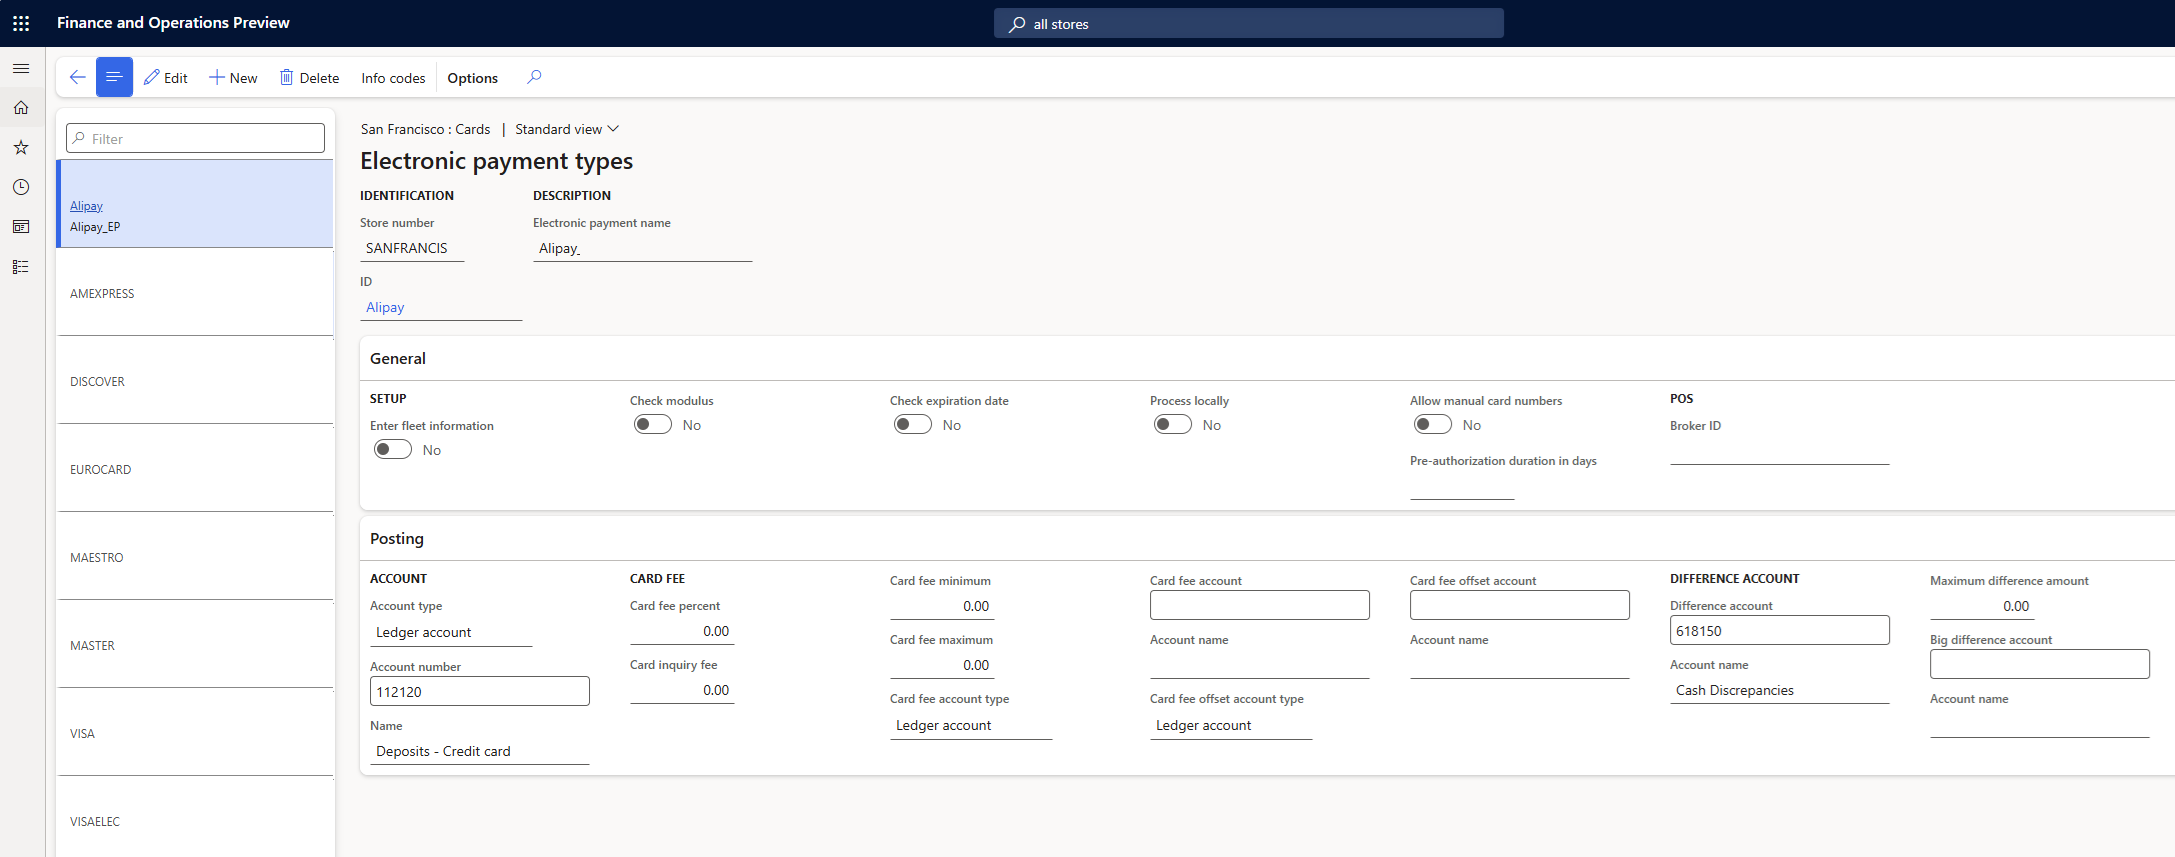 Finance and Operations Preview
all stores
Edit
New
Delete
Info codes
Options
Filter
Alipay
Alipay_EP
AMEXPRESS
DISCOVER
EUROCARD
MAESTRO
MASTER
VISA
VISAELEC
San Francisco : Cards | Standard view
Electronic payment types
IDENTIFICATION
Store number
SANFRANCIS
ID
Alipay
DESCRIPTION
Electronic payment name
Alipay_
General
SETUP
Enter fleet information
No
Check modulus
No
Check expiration date
No
Process locally
No
Allow manual card numbers
No
Pre-authorization duration in days
POS
Broker ID
Posting
ACCOUNT
Account type
Ledger account
Account number
112120
Name
Deposits - Credit card
CARD FEE
Card fee percent
0.00
Card inquiry fee
0.00
Card fee minimum
0.00
Card fee maximum
0.00
Card fee account type
Ledger account
Card fee account
Account name
Card fee offset account type
Ledger account
Card fee offset account
Account name
DIFFERENCE ACCOUNT
Difference account
618150
Account name
Cash Discrepancies
Maximum difference amount
0.00
Big difference account
Account name